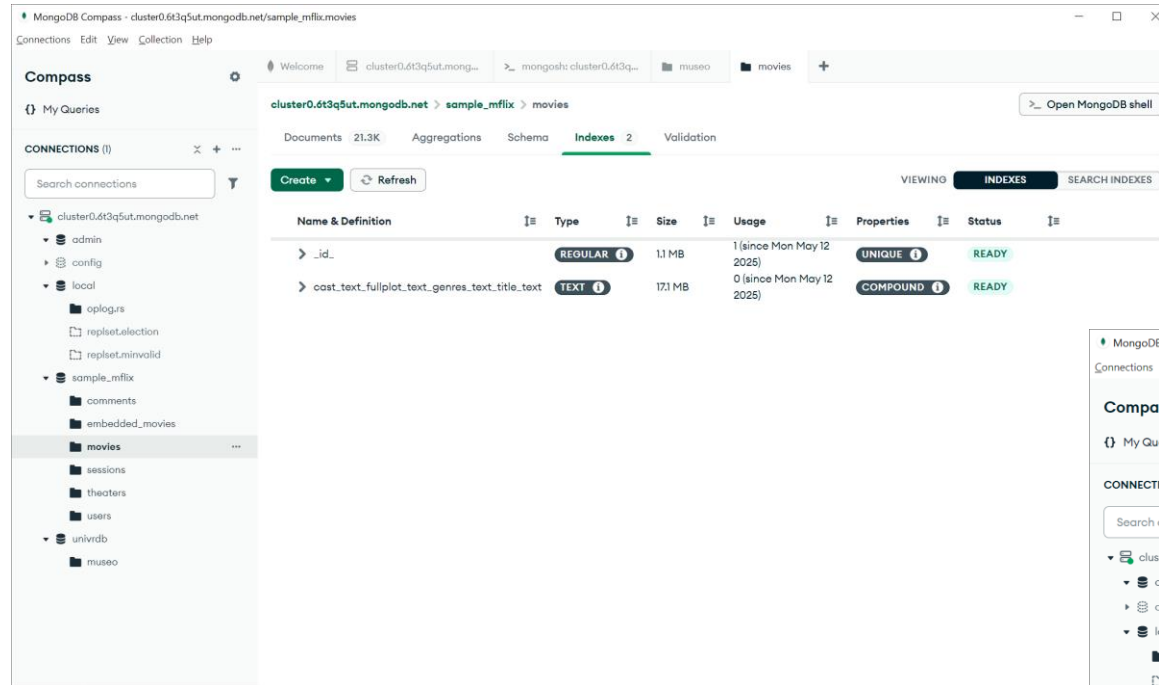 MongoDB Compass - cluster0.6t3q5ut.mongodb.net/sample_mflix.movies
Connections Edit View Collection Help
Compass
{} My Queries
CONNECTIONS (1)
Search connections
cluster0.6t3q5ut.mongodb.net
admin
config
local
oplog.rs
replset.election
replset.minvalid
sample_mflix
comments
embedded_movies
movies
sessions
theaters
users
univrdb
museo
Welcome cluster0.6t3q5ut.mong... >_ mongosh: cluster0.6t3q... museo movies +
cluster0.6t3q5ut.mongodb.net > sample_mflix > movies
>_ Open MongoDB shell
Documents 21.3K Aggregations Schema Indexes 2 Validation
Create Refresh
VIEWING INDEXES SEARCH INDEXES
Name & Definition Type Size Usage Properties Status
_id_ REGULAR 1.1 MB 1 (since Mon May 12 2025) UNIQUE READY
cast_text_fullplot_text_genres_text_title_text TEXT 17.1 MB 0 (since Mon May 12 2025) COMPOUND READY
MongoDB
Connections
Compa
{} My Qu
CONNECTI
Search
clus